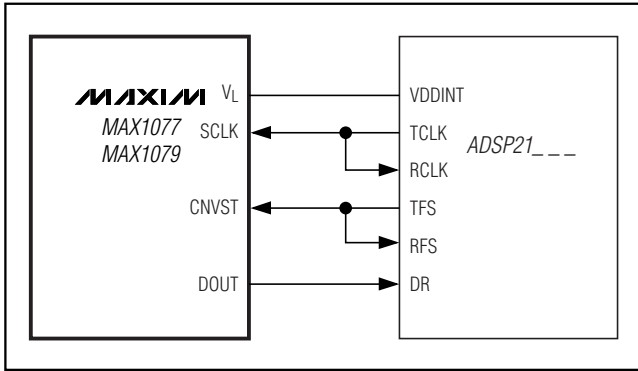 MAXIM
MAX1077
MAX1079
VL
SCLK
CNVST
DOUT
VDDINT
TCLK
RCLK
TFS
RFS
DR
ADSP21_ _ _